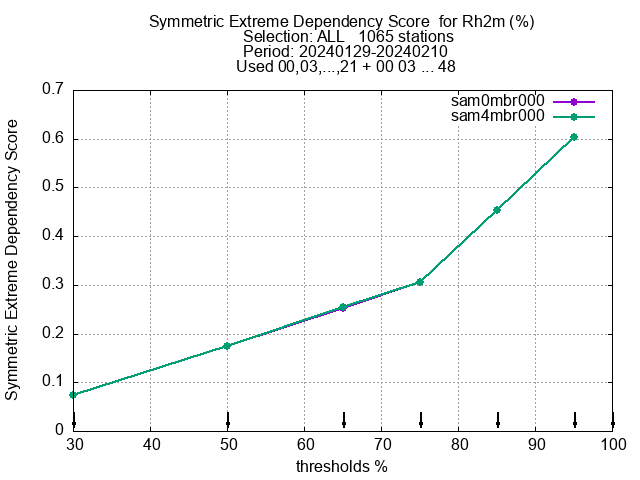 Symmetric Extreme Dependency Score  for Rh2m (%)
Selection: ALL   1065 stations
Period: 20240129-20240210
Used 00,03,...,21 + 00 03 ... 48
sam0mbr000
sam4mbr000
Symmetric Extreme Dependency Score
0.7
0.6
0.5
0.4
0.3
0.2
0.1
0
30 40 50 60 70 80 90 100
thresholds %